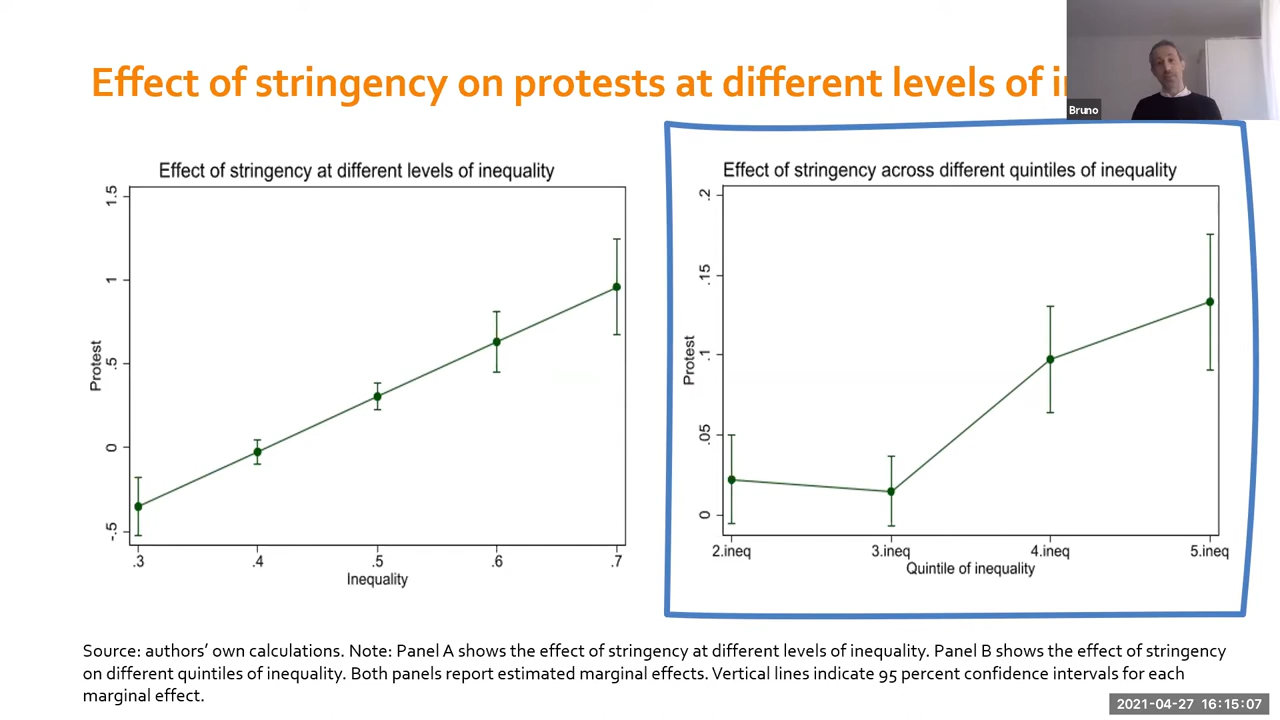 Effect of stringency on protests at different levels of
Bruno
Effect of stringency at different levels of inequality
1.5
1
.5
0
-.5
Protest
.3 .4 .5 .6 .7
Inequality
Effect of stringency across different quintiles of inequality
.2
.15
.1
.05
0
Protest
2.ineq 3.ineq 4.ineq 5.ineq
Quintile of inequality
Source: authors’ own calculations. Note: Panel A shows the effect of stringency at different levels of inequality. Panel B shows the effect of stringency
on different quintiles of inequality. Both panels report estimated marginal effects. Vertical lines indicate 95 percent confidence intervals for each
marginal effect.
2021-04-27 16:15:07